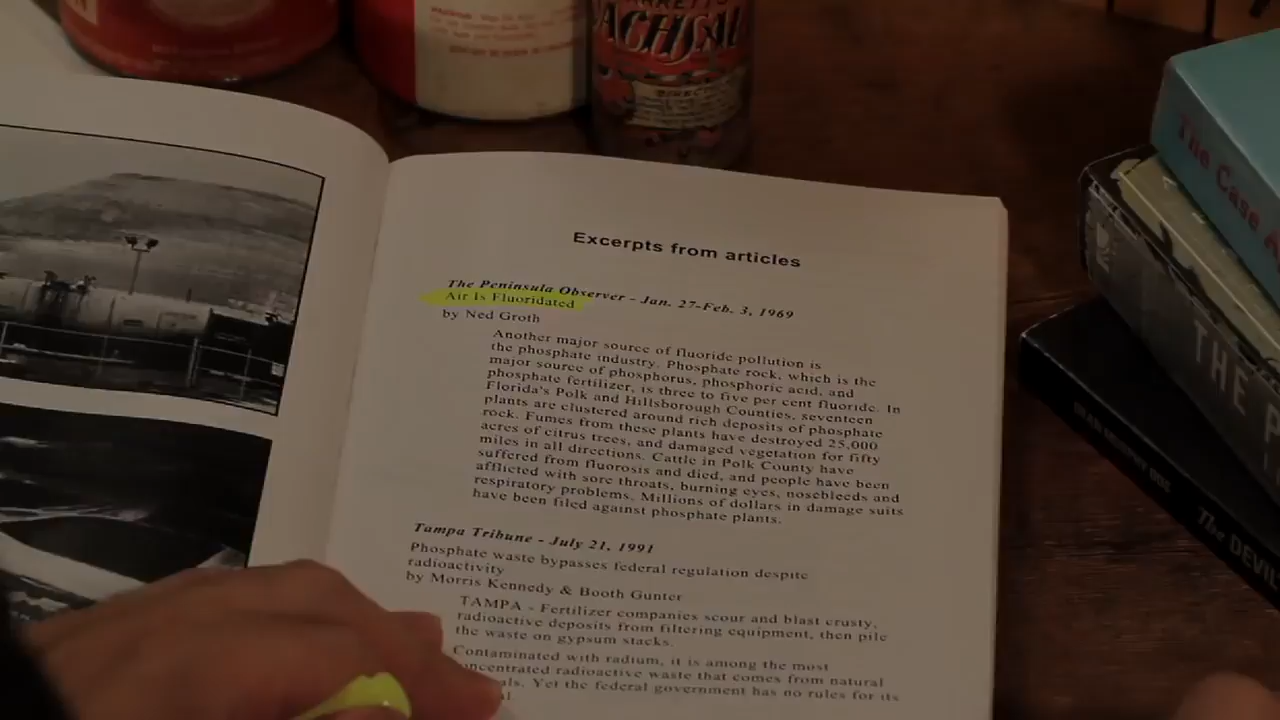 Excerpts from articles
The Peninsula Observer - Jan. 27-Feb. 3, 1969
Air Is Fluoridated
by Ned Groth
Another major source of fluoride pollution is
the phosphate industry. Phosphate rock, which is the
major source of phosphorus, phosphoric acid, and
phosphate fertilizer, is three to five per cent fluoride. In
Florida's Polk and Hillsborough Counties, seventeen
plants are clustered around rich deposits of phosphate
rock. Fumes from these plants have destroyed 25,000
acres of citrus trees, and damaged vegetation for fifty
miles in all directions. Cattle in Polk County have
suffered from fluorosis and died, and people have been
afflicted with sore throats, burning eyes, nosebleeds and
respiratory problems. Millions of dollars in damage suits
have been filed against phosphate plants.
Tampa Tribune - July 21, 1991
Phosphate waste bypasses federal regulation despite
radioactivity
by Morris Kennedy & Booth Gunter
TAMPA - Fertilizer companies scour and blast crusty,
radioactive deposits from filtering equipment, then pile
the waste on gypsum stacks.
Contaminated with radium, it is among the most
oncentrated radioactive waste that comes from natural
als. Yet the federal government has no rules for its
The Case
THE
The DEVIL